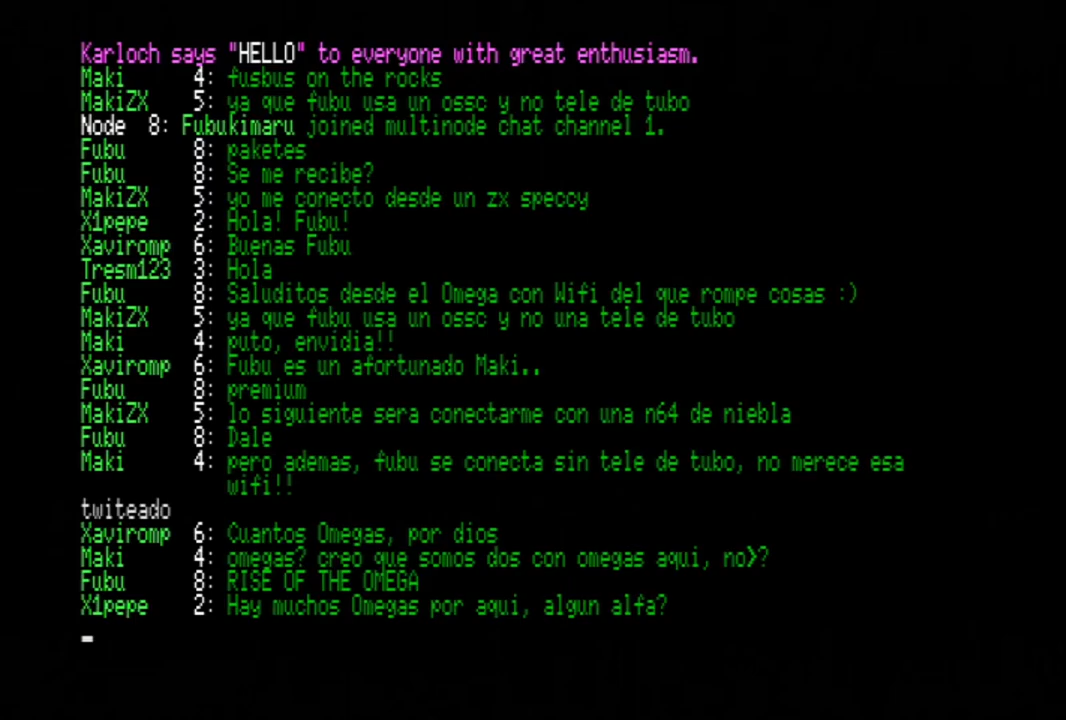 Karloch says "HELLO" to everyone with great enthusiasm.
Maki 4: fusbus on the rocks
MakiZX 5: ya que fubu usa un ossc y no tele de tubo
Node 8: Fubukimaru joined multinode chat channel 1.
Fubu 8: paketes
Fubu 8: Se me recibe?
MakiZX 5: yo me conecto desde un zx speccy
X1pepe 2: Hola! Fubu!
Xaviromp 6: Buenas Fubu
Tresm123 3: Hola
Fubu 8: Saluditos desde el Omega con Wifi del que rompe cosas :)
MakiZX 5: ya que fubu usa un ossc y no una tele de tubo
Maki 4: puto, envidia!!
Xaviromp 6: Fubu es un afortunado Maki..
Fubu 8: premium
MakiZX 5: lo siguiente sera conectarme con una n64 de niebla
Fubu 8: Dale
Maki 4: pero ademas, fubu se conecta sin tele de tubo, no merece esa
wifi!!
twiteado
Xaviromp 6: Cuantos Omegas, por dios
Maki 4: omegas? creo que somos dos con omegas aqui, no>?
Fubu 8: RISE OF THE OMEGA
X1pepe 2: Hay muchos Omegas por aqui, algun alfa?